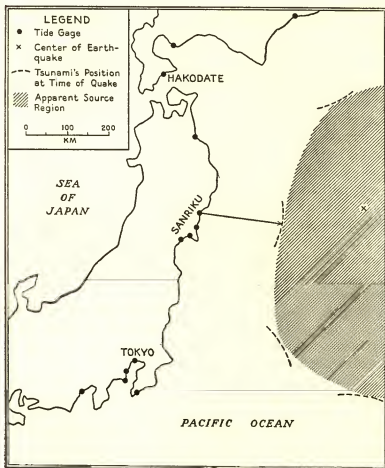 LEGEND
Tide Gage
Center of Earth-
quake
Tsunami's Position
at Time of Quake
Apparent Source
Region
0 100 200
KM
HAKODATE
SEA
OF
JAPAN
SANRIKU
TOKYO
PACIFIC OCEAN